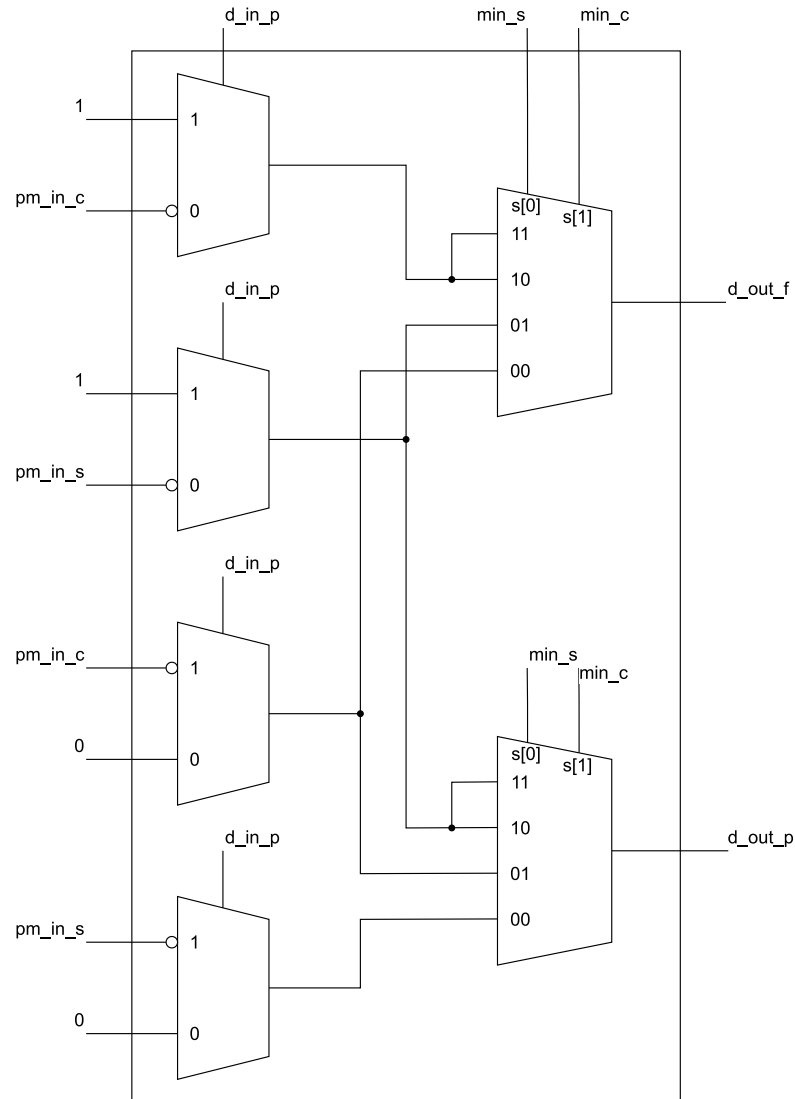 d_in_p
min_s
min_c
1
1
pm_in_c
0
s[0]
s[1]
11
10
01
00
d_out_f
d_in_p
1
1
pm_in_s
0
d_in_p
pm_in_c
1
0
0
min_s
min_c
s[0]
s[1]
11
10
01
00
d_out_p
d_in_p
pm_in_s
1
0
0